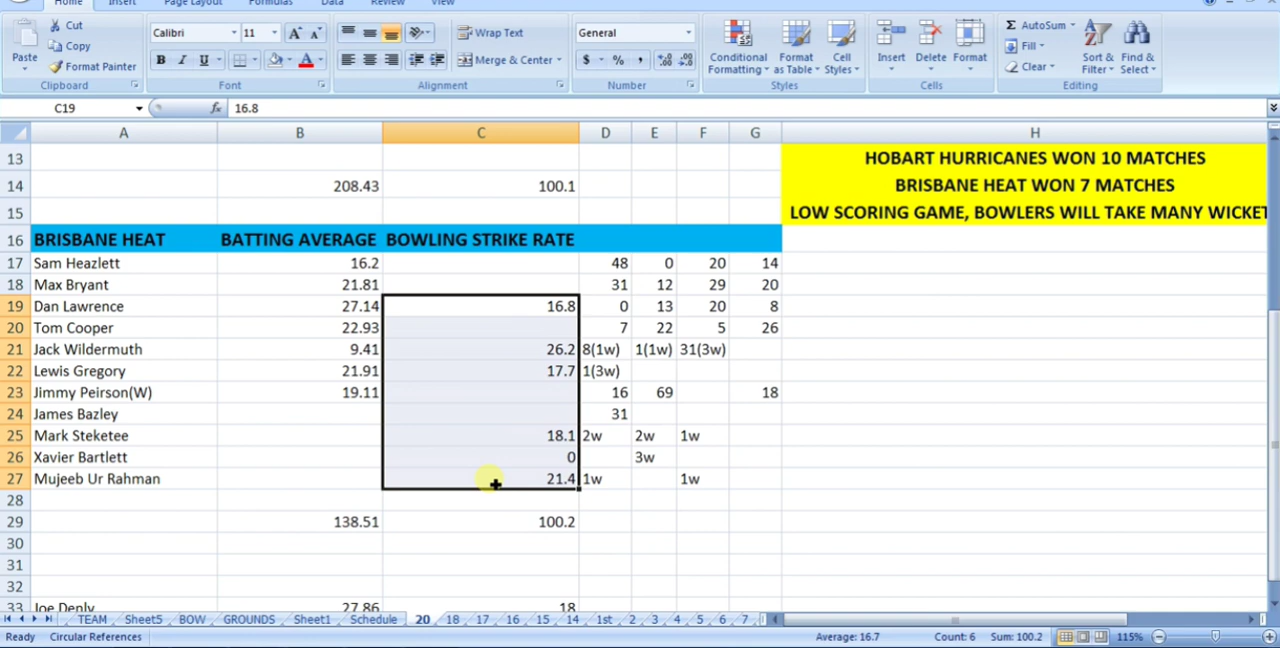 Home Insert Page Layout Formulas Data Review View
Cut
Copy
Format Painter
Paste
Clipboard
Calibri 11 A A
B I U A
Font
Wrap Text
Merge & Center
Alignment
General
$ % ,
Number
Conditional Formatting
Format as Table
Cell Styles
Styles
Insert Delete Format
Cells
Σ AutoSum
Fill
Clear
Sort & Filter
Find & Select
Editing
C19 fx 16.8
A B C D E F G H
13 HOBART HURRICANES WON 10 MATCHES
14 208.43 100.1 BRISBANE HEAT WON 7 MATCHES
15 LOW SCORING GAME, BOWLERS WILL TAKE MANY WICKET
16 BRISBANE HEAT BATTING AVERAGE BOWLING STRIKE RATE
17 Sam Heazlett 16.2 48 0 20 14
18 Max Bryant 21.81 31 12 29 20
19 Dan Lawrence 27.14 16.8 0 13 20 8
20 Tom Cooper 22.93 7 22 5 26
21 Jack Wildermuth 9.41 26.2 8(1w) 1(1w) 31(3w)
22 Lewis Gregory 21.91 17.7 1(3w)
23 Jimmy Peirson(W) 19.11 16 69 18
24 James Bazley 31
25 Mark Steketee 18.1 2w 2w 1w
26 Xavier Bartlett 0 3w
27 Mujeeb Ur Rahman 21.4 1w 1w
28
29 138.51 100.2
30
31
32
33 Joe Denly 27.86 18
TEAM Sheet5 BOW GROUNDS Sheet1 Schedule 20 18 17 16 15 14 1st 2 3 4 5 6 7
Ready Circular References Average: 16.7 Count: 6 Sum: 100.2 115%